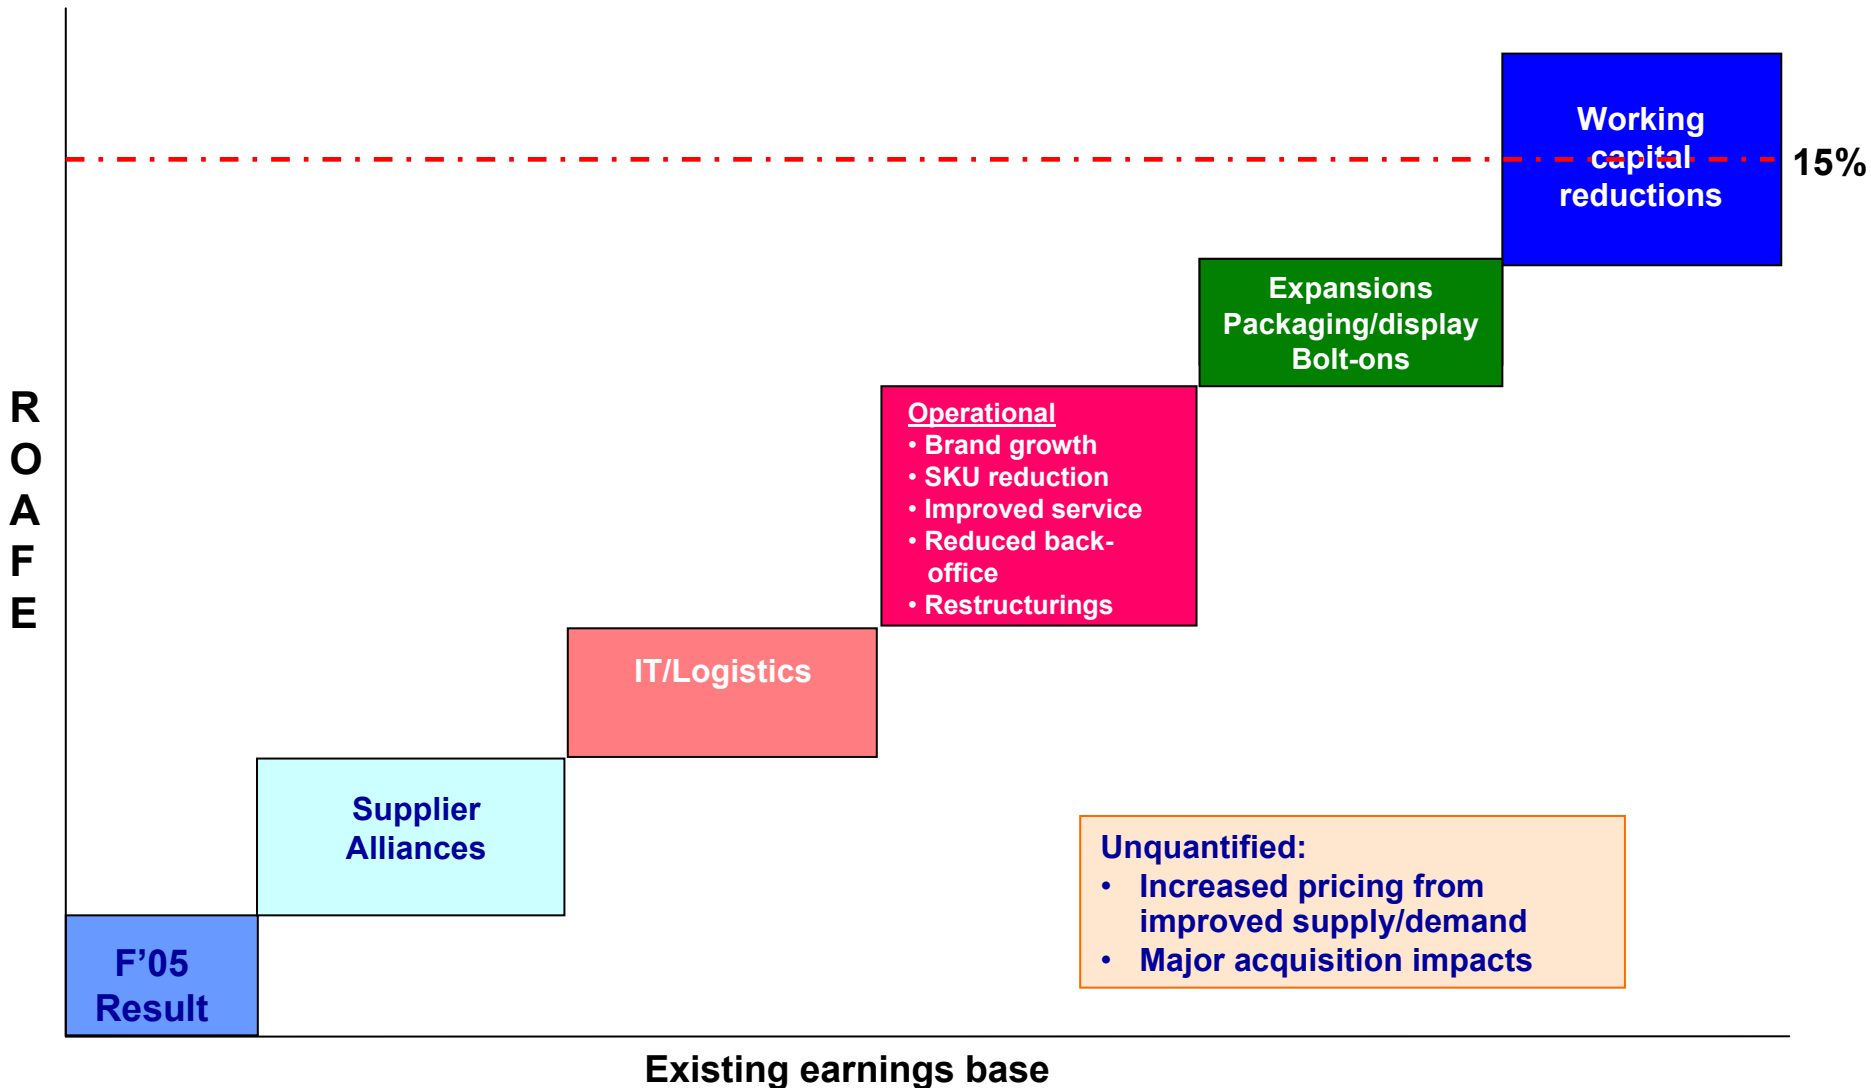 Working
capital
reductions
15%
Expansions
Packaging/display
Bolt-ons
R
O
A
F
E
Operational
• Brand growth
• SKU reduction
• Improved service
• Reduced back-
office
• Restructurings
IT/Logistics
Supplier
Alliances
Unquantified:
• Increased pricing from
improved supply/demand
• Major acquisition impacts
F’05
Result
Existing earnings base